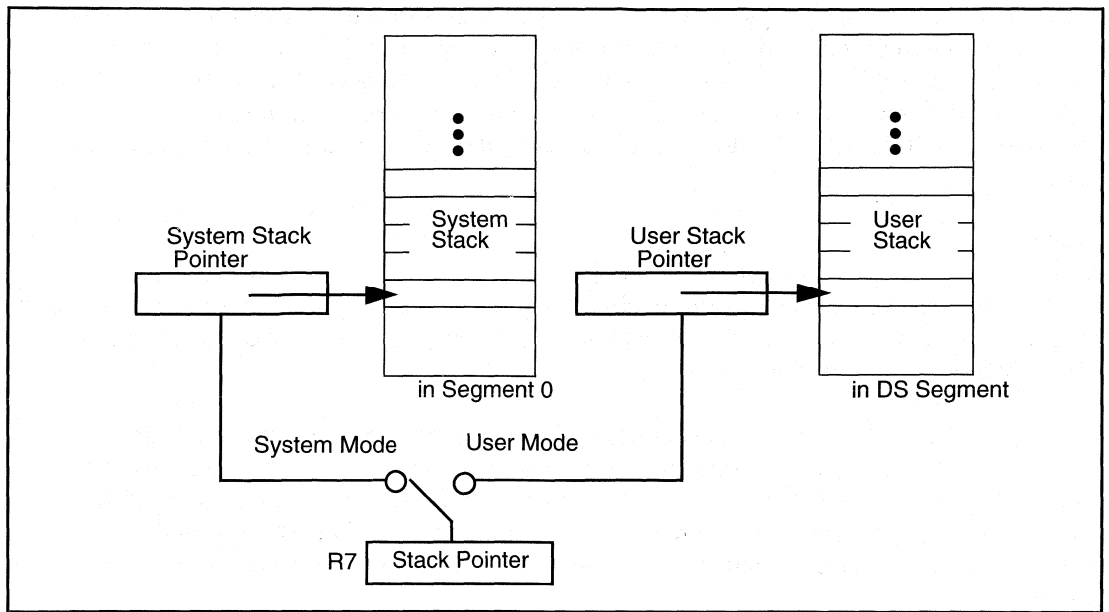 System
Stack
User
Stack
System Stack
Pointer
User Stack
Pointer
in Segment 0
in DS Segment
System Mode
User Mode
R7
Stack Pointer